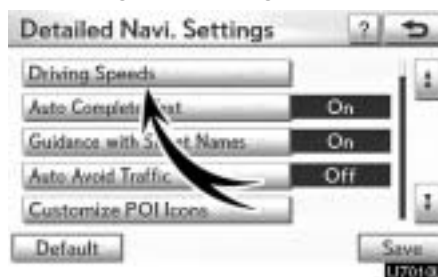 Detailed Navi. Settings ?
Driving Speeds
Auto Complete Text On
Guidance with Street Names On
Auto Avoid Traffic Off
Customize POI Icons
Default Save